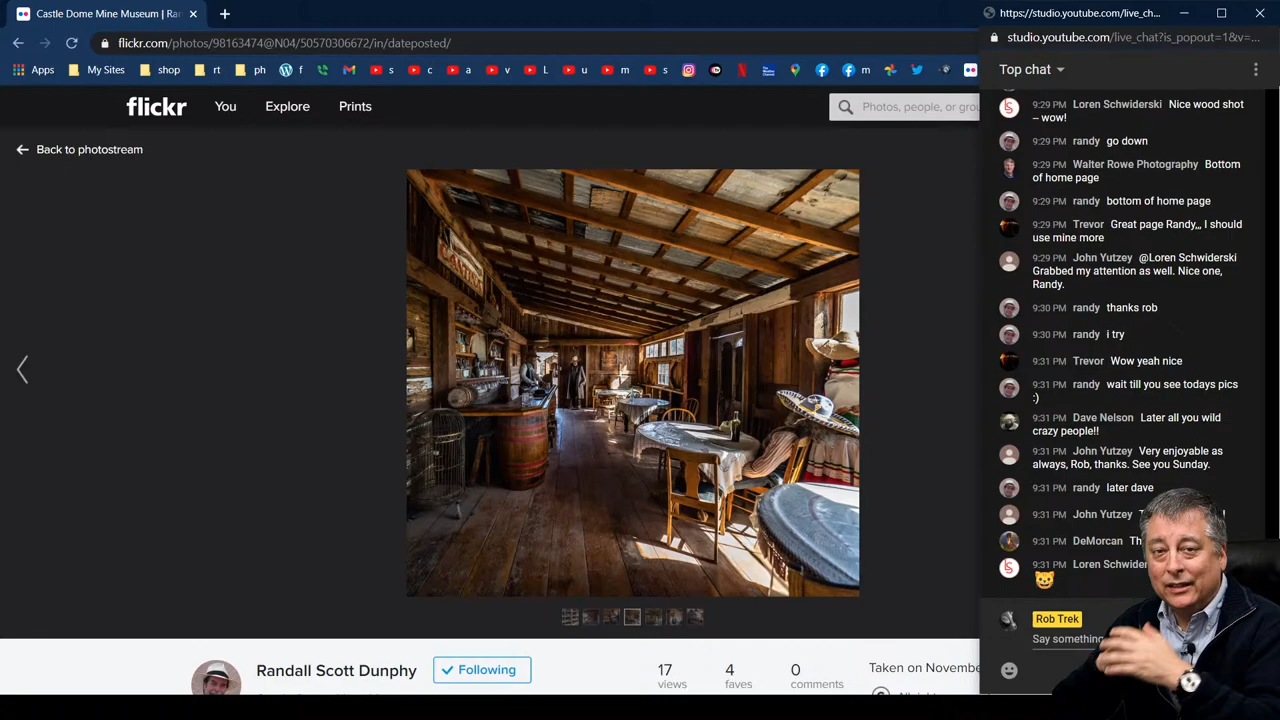 Castle Dome Mine Museum | Ra
https://studio.youtube.com/live_ch...
flickr.com/photos/98163474@N04/50570306672/in/dateposted/
studio.youtube.com/live_chat?is_popout=1&v=...
Apps My Sites shop rt ph f s c a v L u m s f m
Top chat
flickr You Explore Prints
Photos, people, or grou
Back to photostream
9:29 PM Loren Schwiderski Nice wood shot
-- wow!
9:29 PM randy go down
9:29 PM Walter Rowe Photography Bottom
of home page
9:29 PM randy bottom of home page
9:29 PM Trevor Great page Randy,,, I should
use mine more
9:29 PM John Yutzey @Loren Schwiderski
Grabbed my attention as well. Nice one,
Randy.
9:30 PM randy thanks rob
9:30 PM randy i try
9:31 PM Trevor Wow yeah nice
9:31 PM randy wait till you see todays pics
:)
9:31 PM Dave Nelson Later all you wild
crazy people!!
9:31 PM John Yutzey Very enjoyable as
always, Rob, thanks. See you Sunday.
9:31 PM randy later dave
9:31 PM John Yutzey
9:31 PM DeMorcan Th
9:31 PM Loren Schwider
😺
Rob Trek
Say something
CANTINA
Randall Scott Dunphy Following
17 views
4 faves
0 comments
Taken on November